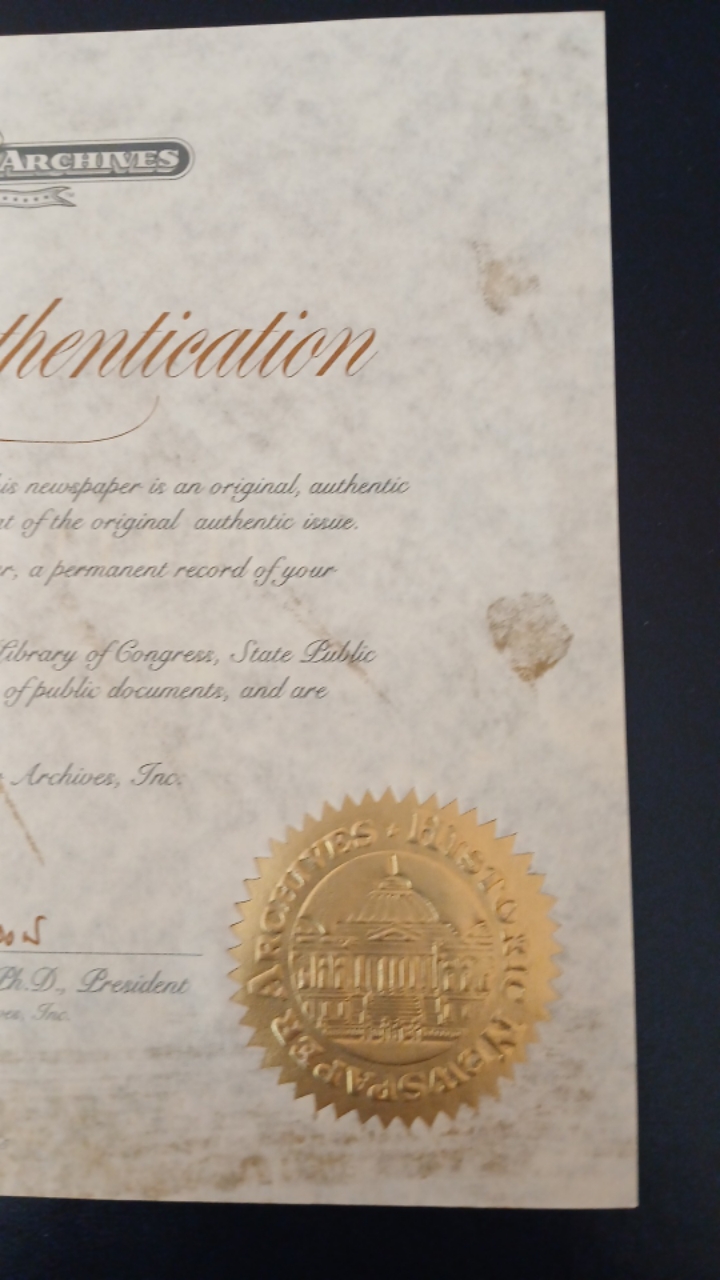 ARCHIVES
thentication
is newspaper is an original, authentic
t of the original authentic issue.
r, a permanent record of your
Library of Congress, State Public
of public documents, and are
Archives, Inc.
Ph.D., President
ves, Inc.
HISTORIC NEWSPAPER ARCHIVES